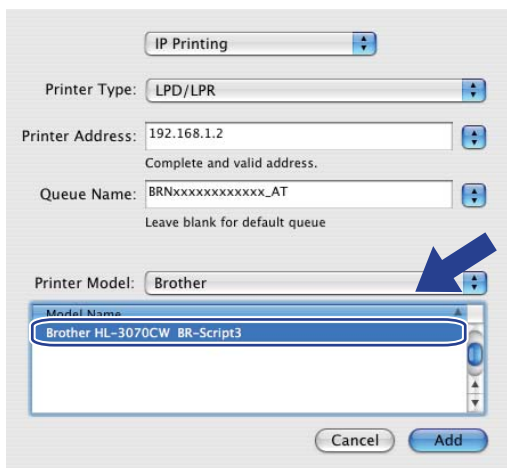 IP Printing
Printer Type: LPD/LPR
Printer Address: 192.168.1.2
Complete and valid address.
Queue Name: BRNxxxxxxxxxxxx_AT
Leave blank for default queue
Printer Model: Brother
Model Name
Brother HL-3070CW BR-Script3
Cancel Add